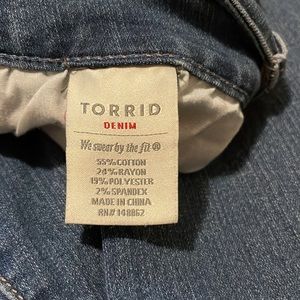 TORRID
DENIM
We swear by the fit ®
55% COTTON
24% RAYON
19% POLYESTER
2% SPANDEX
MADE IN CHINA
RN# 148862